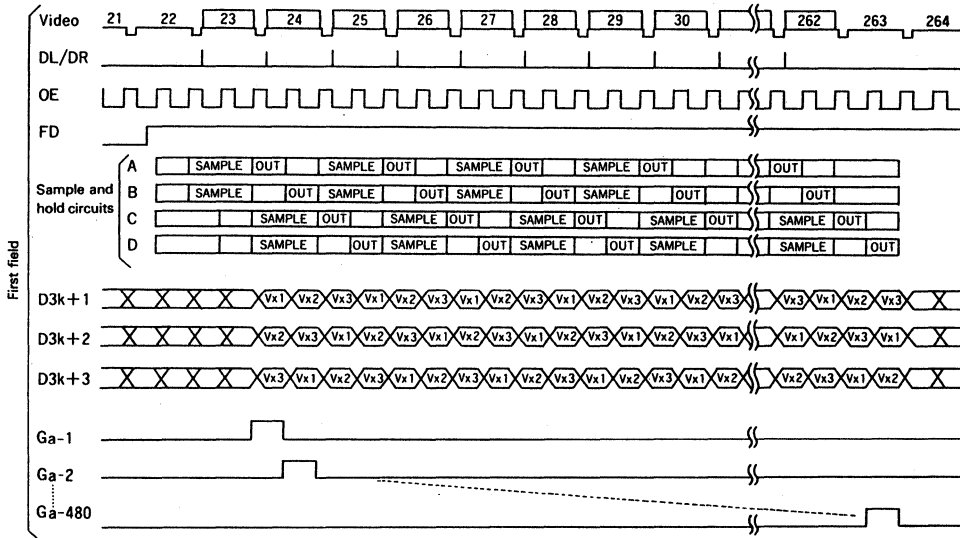 Video 21 22 23 24 25 26 27 28 29 30 262 263 264
DL/DR
OE
FD
First field
Sample and
hold circuits
A SAMPLE OUT SAMPLE OUT SAMPLE OUT SAMPLE OUT OUT
B SAMPLE OUT SAMPLE OUT SAMPLE OUT SAMPLE OUT OUT
C SAMPLE OUT SAMPLE OUT SAMPLE OUT SAMPLE OUT SAMPLE OUT
D SAMPLE OUT SAMPLE OUT SAMPLE OUT SAMPLE SAMPLE OUT
D3k+1 Vx1 Vx2 Vx3 Vx1 Vx2 Vx3 Vx1 Vx2 Vx3 Vx1 Vx2 Vx3 Vx1 Vx2 Vx3 Vx3 Vx1 Vx2 Vx3
D3k+2 Vx2 Vx3 Vx1 Vx2 Vx3 Vx1 Vx2 Vx3 Vx1 Vx2 Vx3 Vx1 Vx2 Vx3 Vx1 Vx1 Vx2 Vx3 Vx1
D3k+3 Vx3 Vx1 Vx2 Vx3 Vx1 Vx2 Vx3 Vx1 Vx2 Vx3 Vx1 Vx2 Vx3 Vx1 Vx2 Vx2 Vx3 Vx1 Vx2
Ga-1
Ga-2
Ga-480